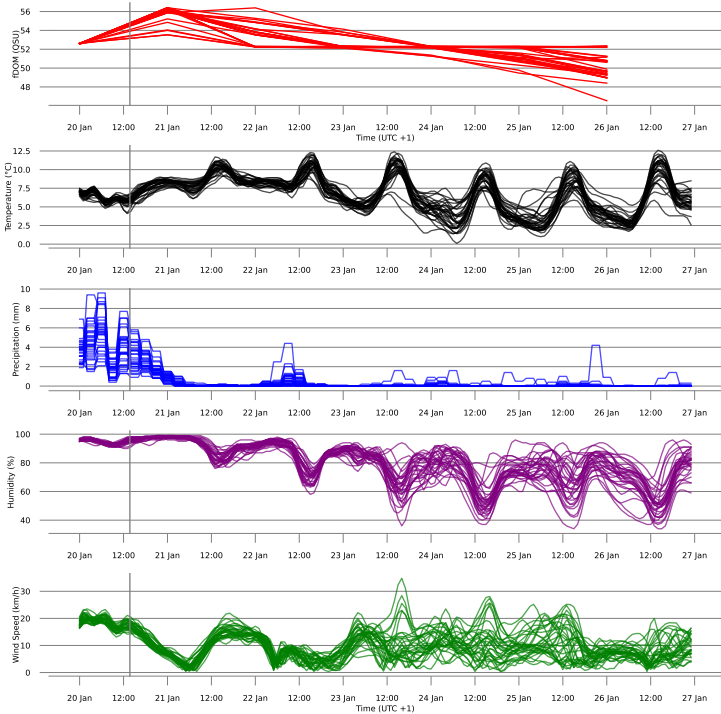 fDOM (QSU)
56
54
52
50
48
20 Jan 12:00 21 Jan 12:00 22 Jan 12:00 23 Jan 12:00 24 Jan 12:00 25 Jan 12:00 26 Jan 12:00 27 Jan
Time (UTC +1)
Temperature (°C)
12.5
10.0
7.5
5.0
2.5
0.0
20 Jan 12:00 21 Jan 12:00 22 Jan 12:00 23 Jan 12:00 24 Jan 12:00 25 Jan 12:00 26 Jan 12:00 27 Jan
Precipitation (mm)
10
8
6
4
2
0
20 Jan 12:00 21 Jan 12:00 22 Jan 12:00 23 Jan 12:00 24 Jan 12:00 25 Jan 12:00 26 Jan 12:00 27 Jan
Humidity (%)
100
80
60
40
20 Jan 12:00 21 Jan 12:00 22 Jan 12:00 23 Jan 12:00 24 Jan 12:00 25 Jan 12:00 26 Jan 12:00 27 Jan
Wind Speed (km/h)
30
20
10
0
20 Jan 12:00 21 Jan 12:00 22 Jan 12:00 23 Jan 12:00 24 Jan 12:00 25 Jan 12:00 26 Jan 12:00 27 Jan
Time (UTC +1)